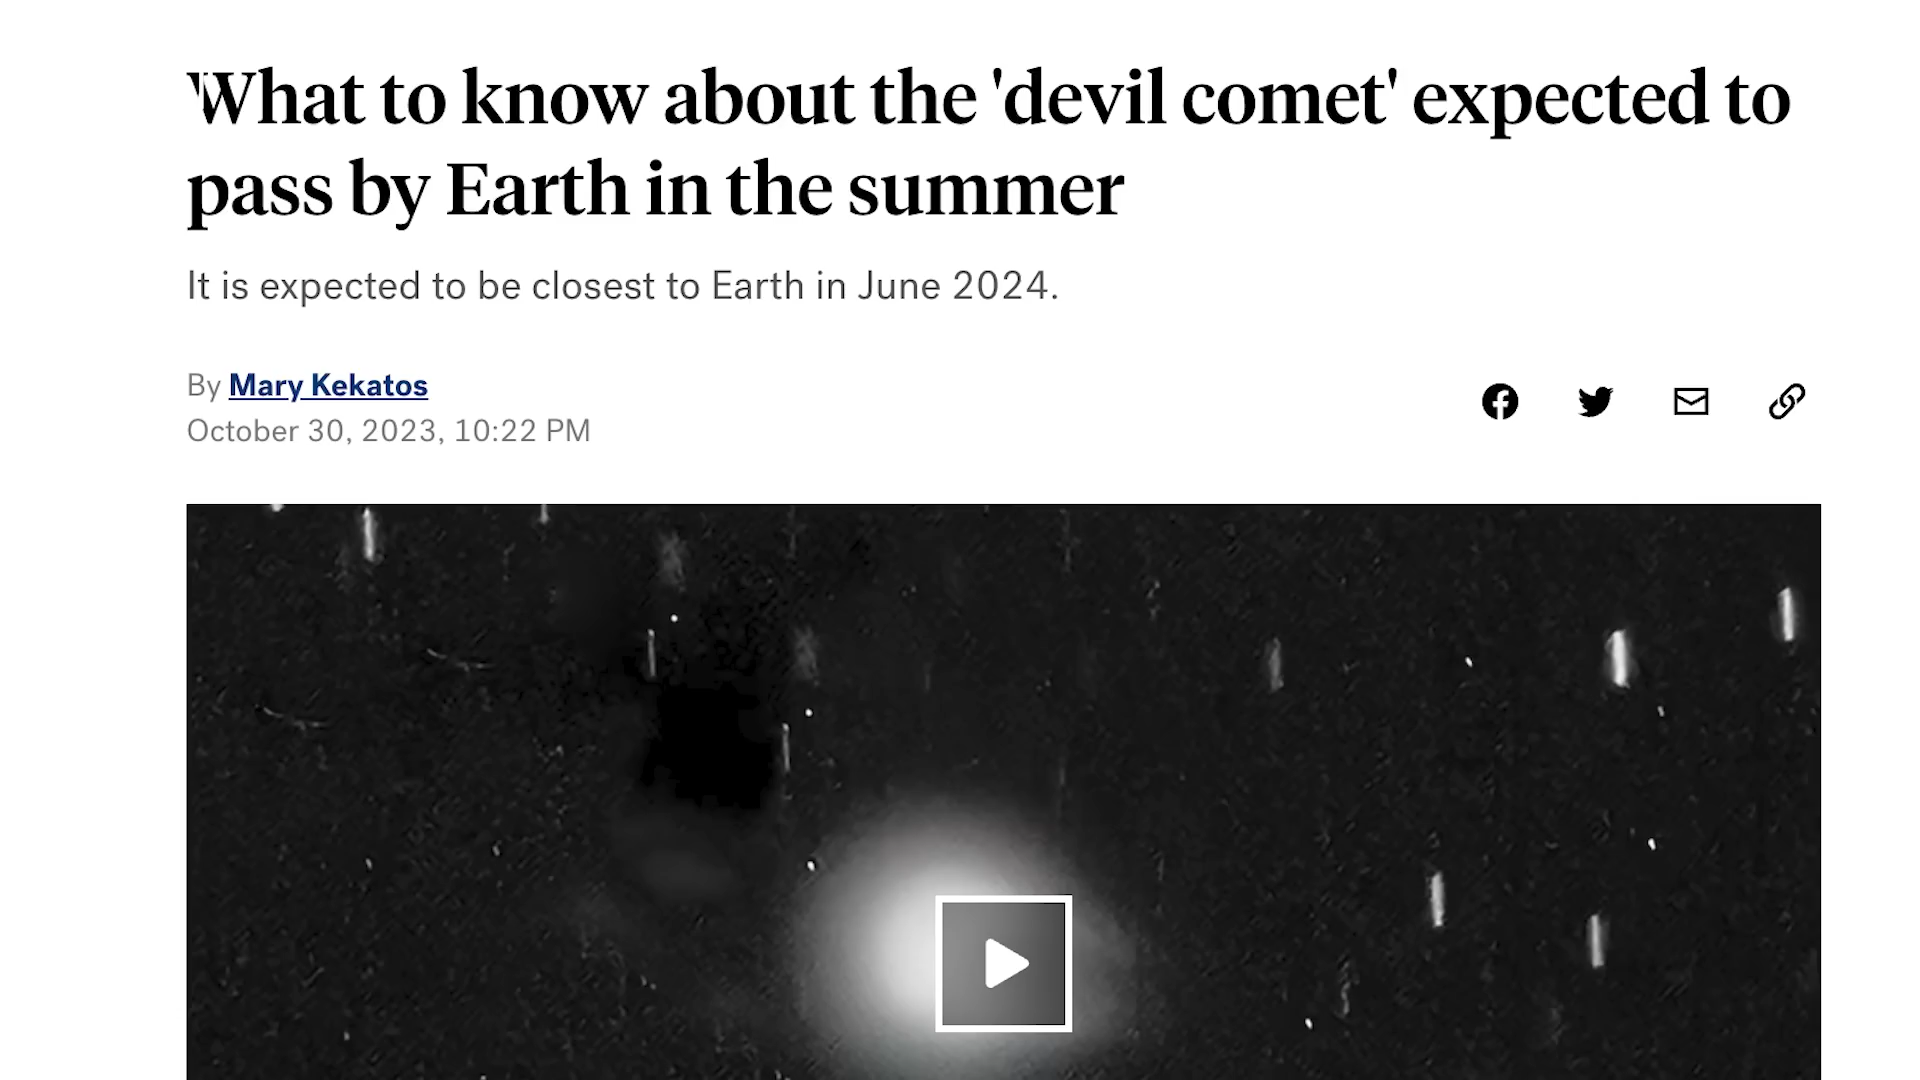 What to know about the 'devil comet' expected to
pass by Earth in the summer
It is expected to be closest to Earth in June 2024.
By Mary Kekatos
October 30, 2023, 10:22 PM